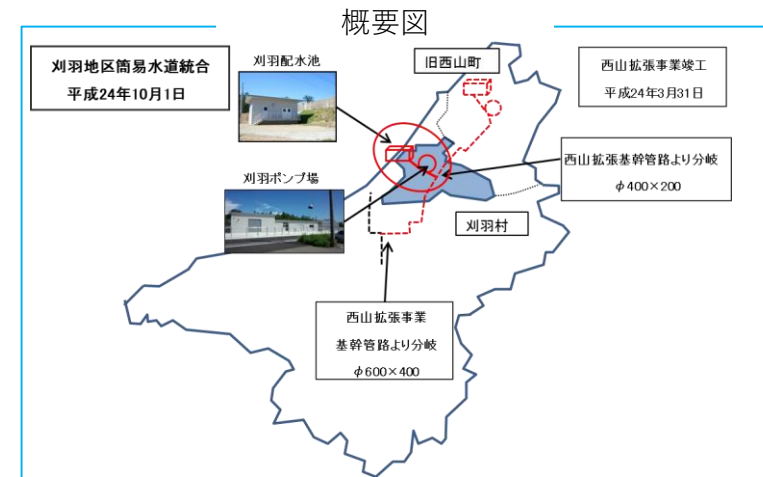 概要図
刈羽地区簡易水道統合
平成24年10月1日
刈羽配水池
旧西山町
西山拡張事業竣工
平成24年3月31日
刈羽ポンプ場
西山拡張基幹管路より分岐
φ400×200
刈羽村
西山拡張事業
基幹管路より分岐
φ600×400